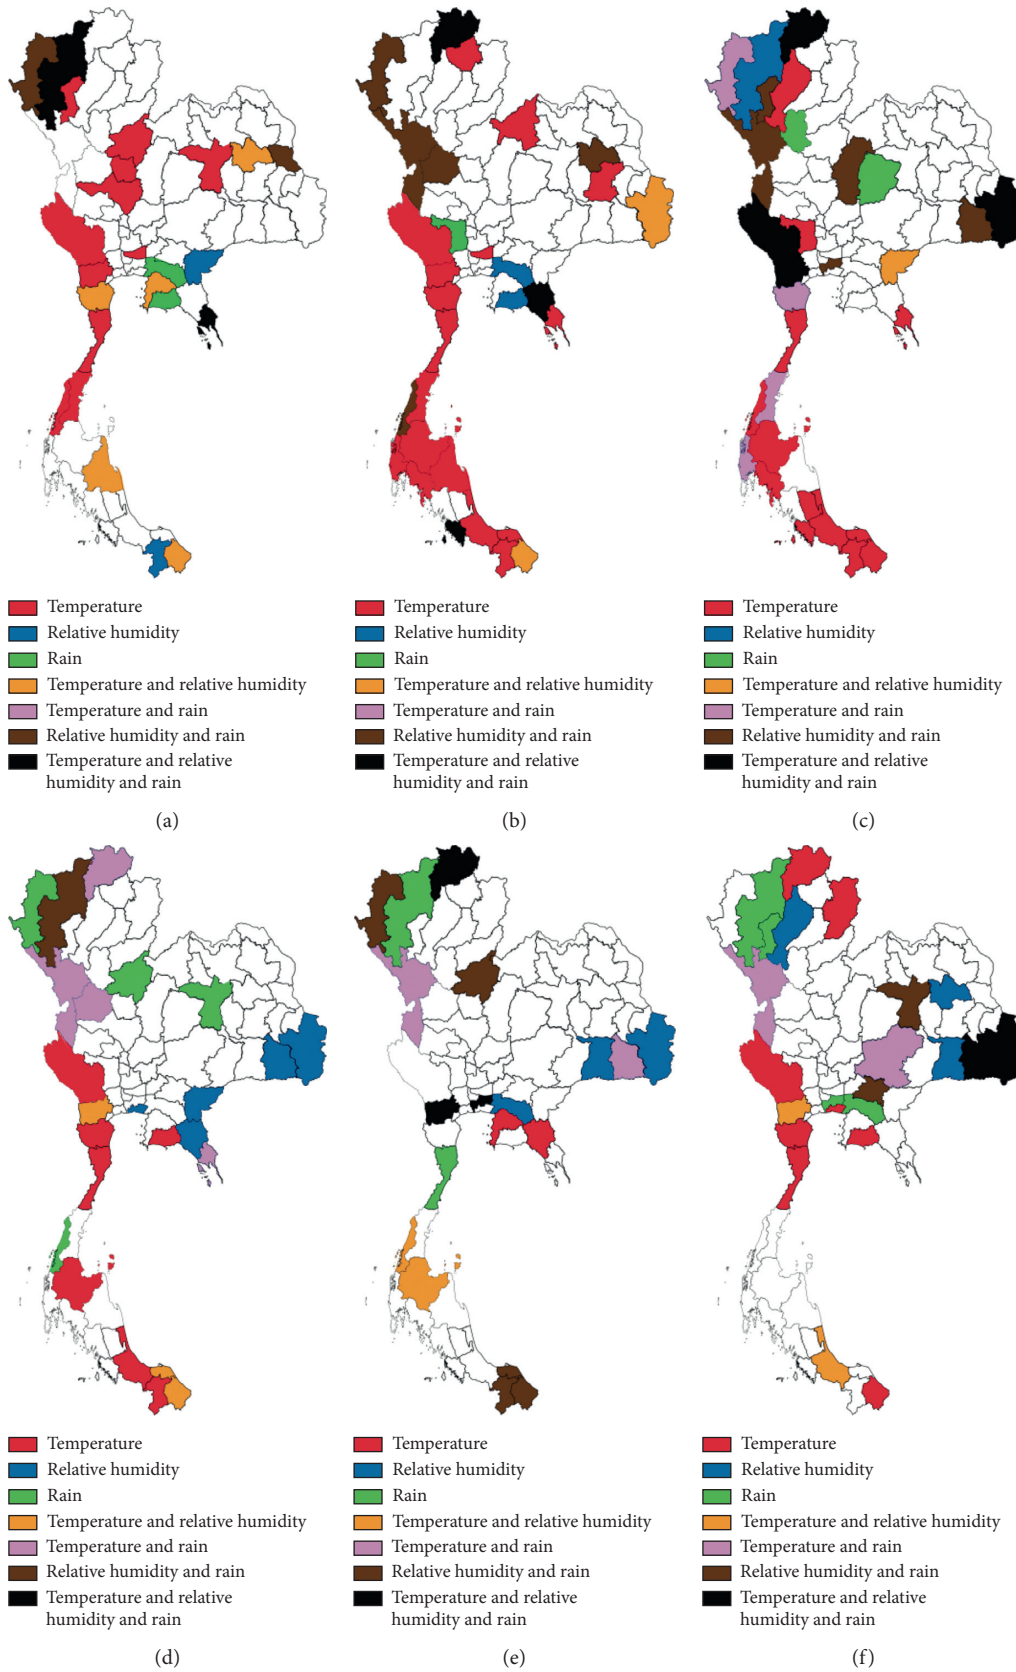 Temperature
Relative humidity
Rain
Temperature and relative humidity
Temperature and rain
Relative humidity and rain
Temperature and relative
humidity and rain
(a)
Temperature
Relative humidity
Rain
Temperature and relative humidity
Temperature and rain
Relative humidity and rain
Temperature and relative
humidity and rain
(b)
Temperature
Relative humidity
Rain
Temperature and relative humidity
Temperature and rain
Relative humidity and rain
Temperature and relative
humidity and rain
(c)
Temperature
Relative humidity
Rain
Temperature and relative humidity
Temperature and rain
Relative humidity and rain
Temperature and relative
humidity and rain
(d)
Temperature
Relative humidity
Rain
Temperature and relative humidity
Temperature and rain
Relative humidity and rain
Temperature and relative
humidity and rain
(e)
Temperature
Relative humidity
Rain
Temperature and relative humidity
Temperature and rain
Relative humidity and rain
Temperature and relative
humidity and rain
(f)